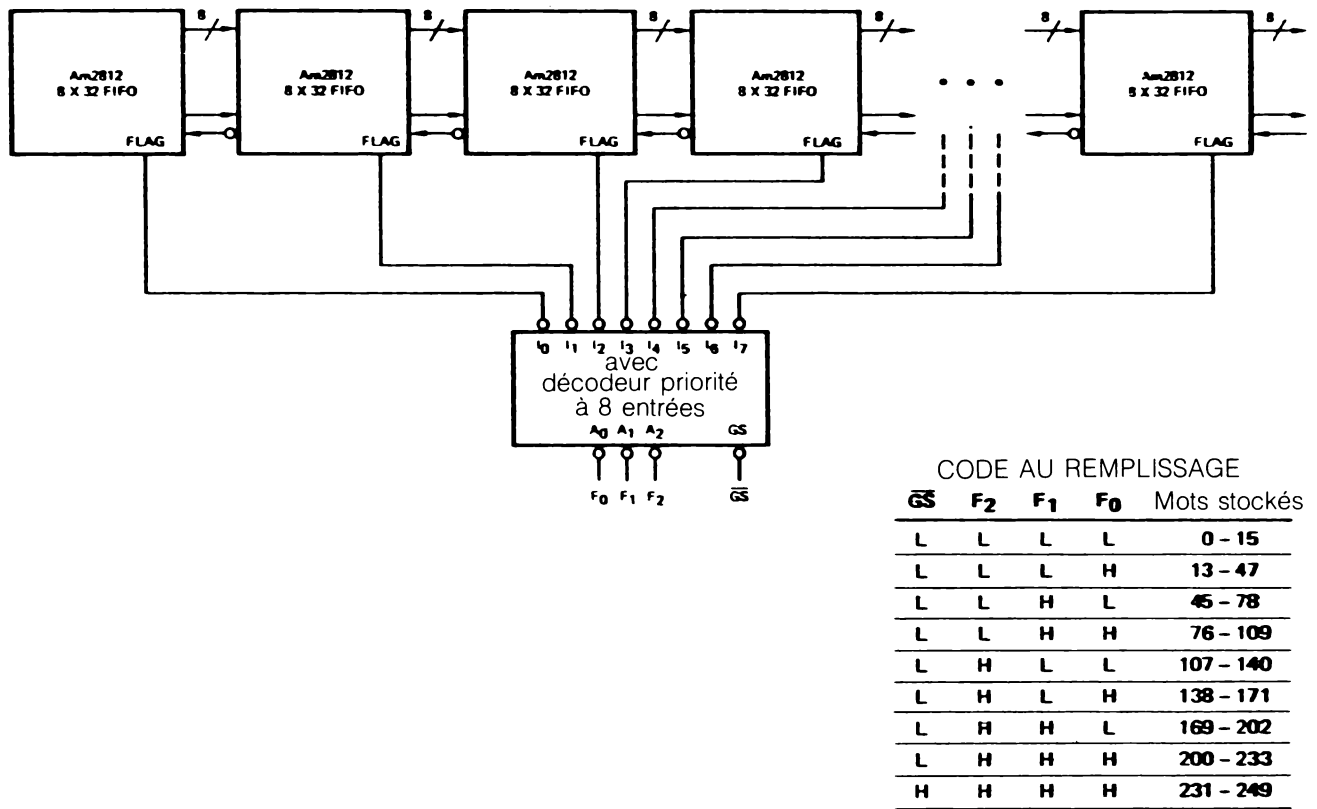 8 8 8 8 8 8
Am2812
8 X 32 FIFO
FLAG
Am2812
8 X 32 FIFO
FLAG
Am2812
8 X 32 FIFO
FLAG
Am2812
8 X 32 FIFO
FLAG
Am2812
8 X 32 FIFO
FLAG
I0 I1 I2 I3 I4 I5 I6 I7
avec
décodeur priorité
à 8 entrées
A0 A1 A2 GS
F0 F1 F2 G̅S̅
CODE AU REMPLISSAGE
G̅S̅ F2 F1 F0 Mots stockés
L L L L 0 – 15
L L L H 13 – 47
L L H L 45 – 78
L L H H 76 – 109
L H L L 107 – 140
L H L H 138 – 171
L H H L 169 – 202
L H H H 200 – 233
H H H H 231 – 249